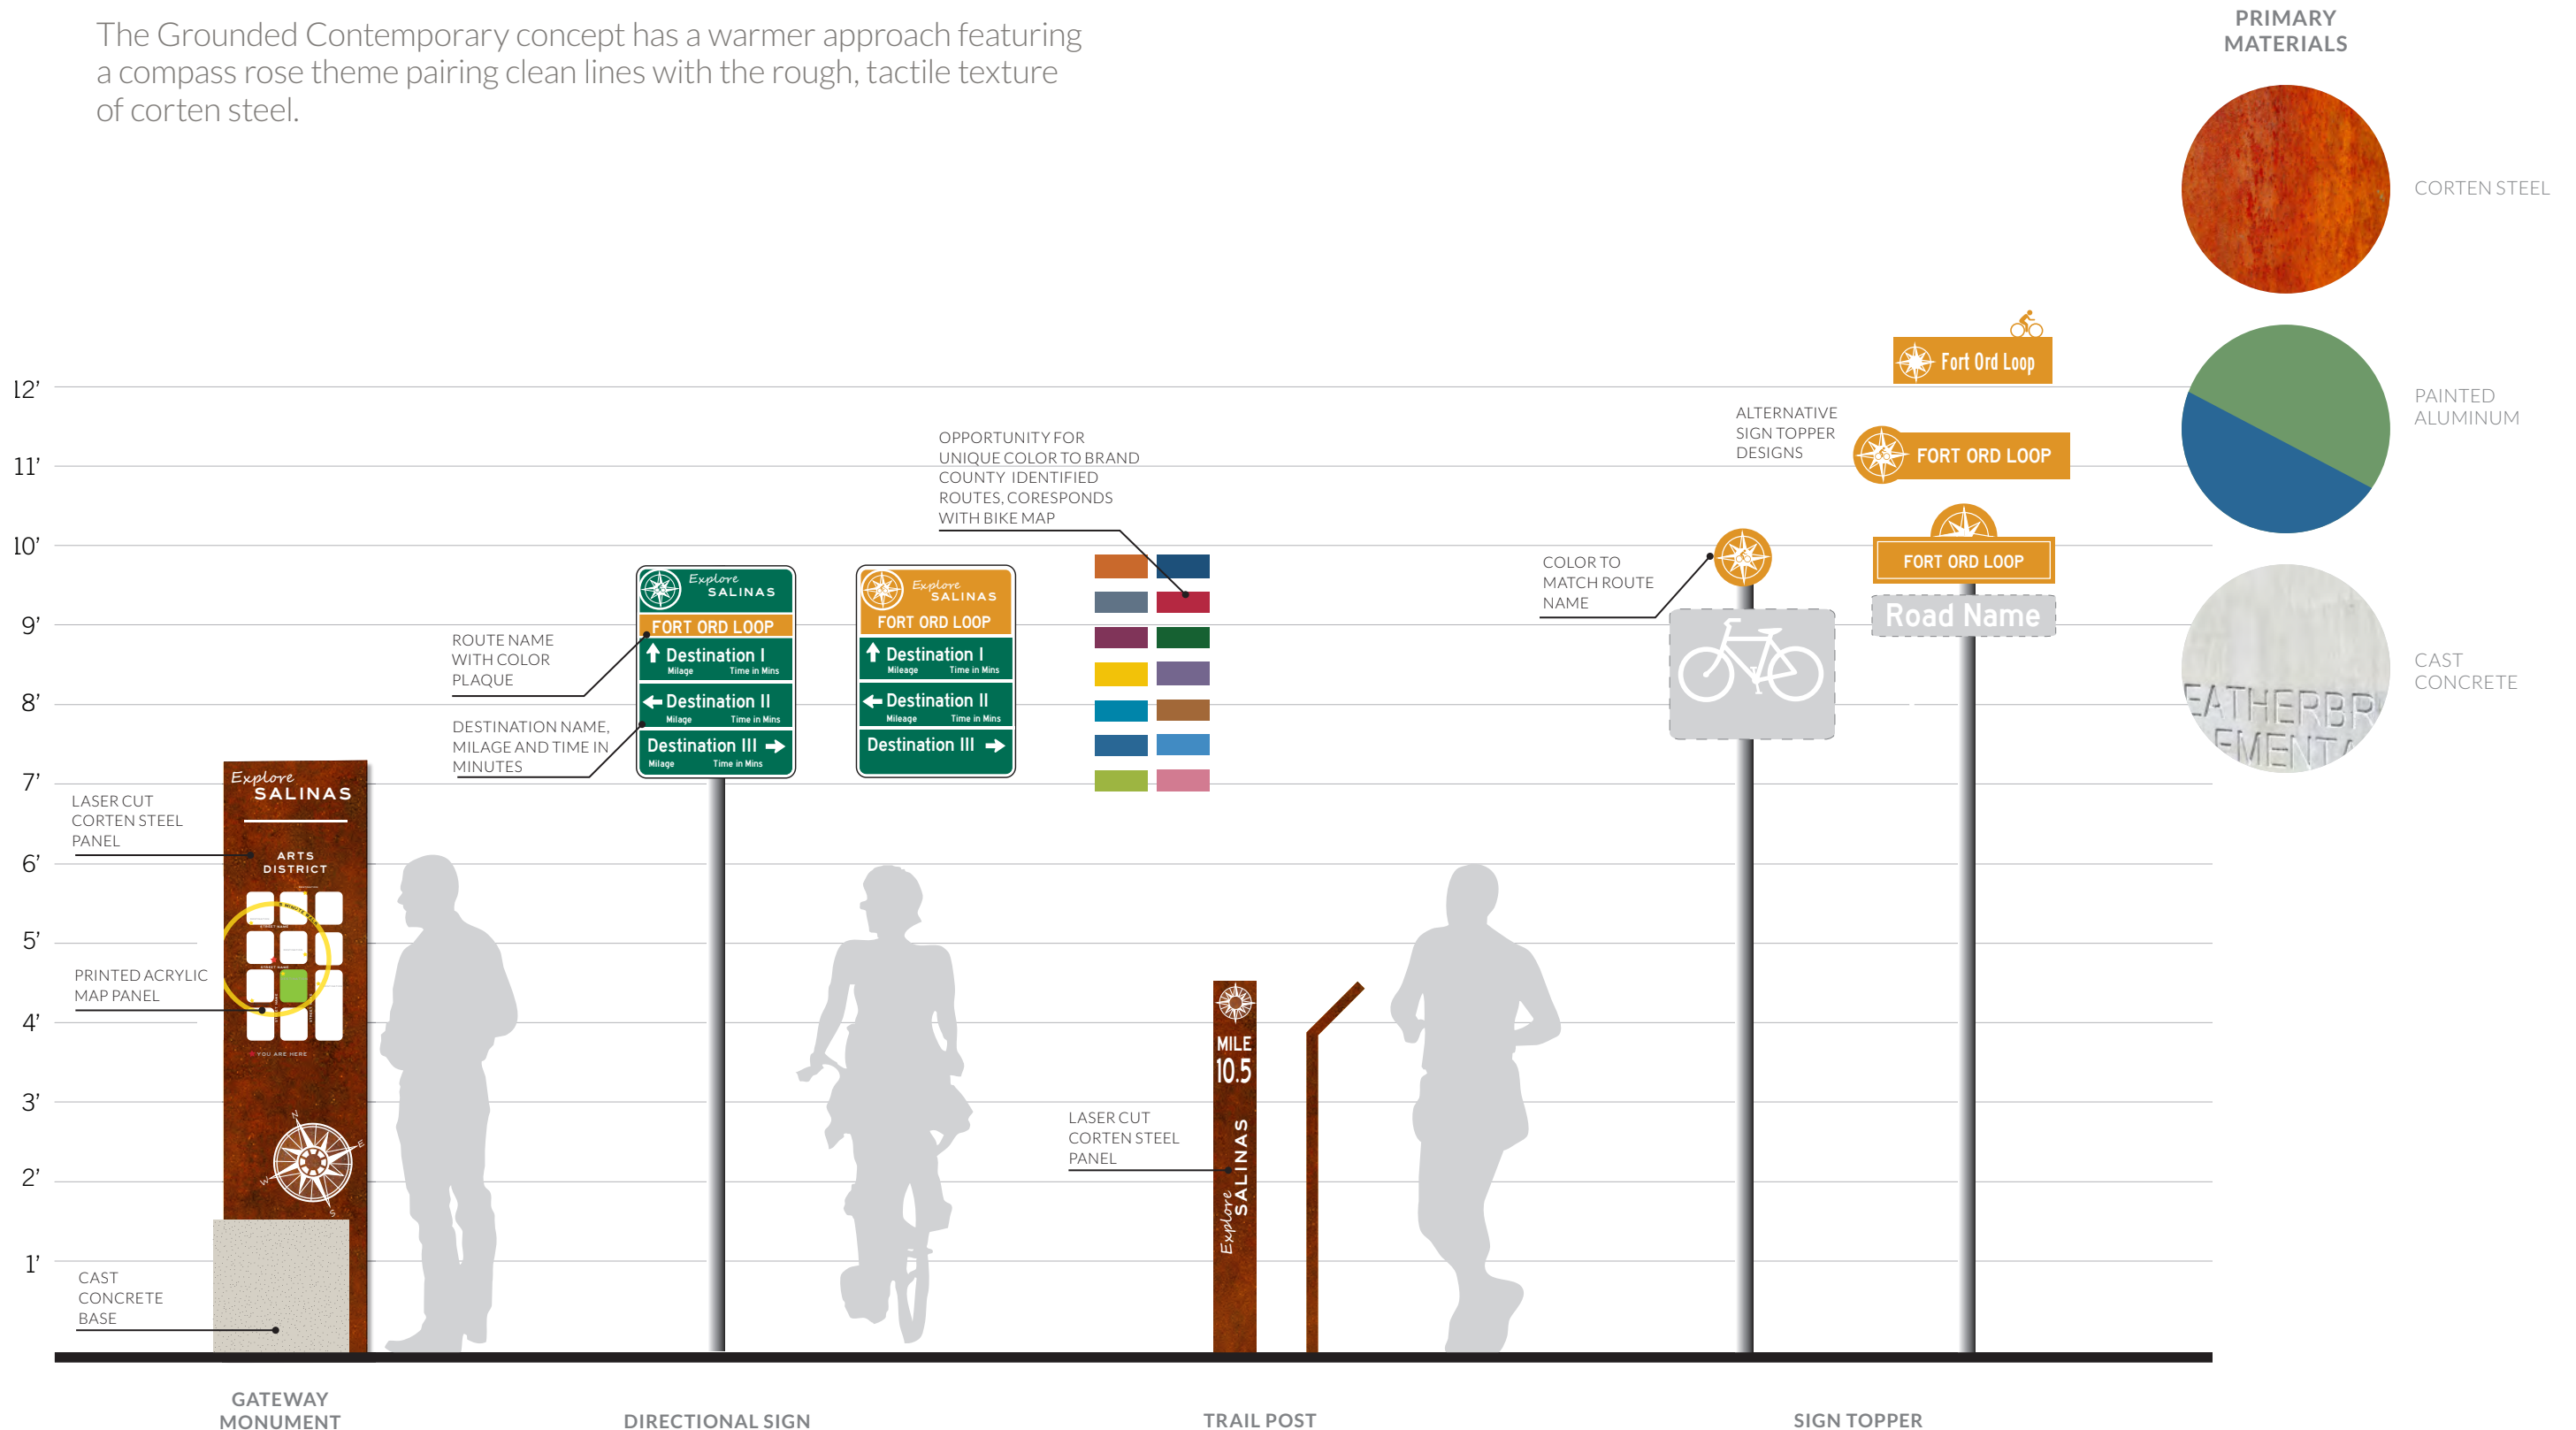 The Grounded Contemporary concept has a warmer approach featuring
a compass rose theme pairing clean lines with the rough, tactile texture
of corten steel.
PRIMARY
MATERIALS
CORTEN STEEL
PAINTED
ALUMINUM
EATHERBR
EMENTA
CAST
CONCRETE
12’
11’
10’
9’
8’
7’
6’
5’
4’
3’
2’
1’
LASER CUT
CORTEN STEEL
PANEL
PRINTED ACRYLIC
MAP PANEL
CAST
CONCRETE
BASE
Explore
SALINAS
ARTS
DISTRICT
STREET NAME
STREET NAME
YOU ARE HERE
N
E
W
S
GATEWAY
MONUMENT
ROUTE NAME
WITH COLOR
PLAQUE
DESTINATION NAME,
MILAGE AND TIME IN
MINUTES
Explore
SALINAS
FORT ORD LOOP
Destination I
Milage Time in Mins
Destination II
Milage Time in Mins
Destination III
Milage Time in Mins
Explore
SALINAS
FORT ORD LOOP
Destination I
Mileage Time in Mins
Destination II
Mileage Time in Mins
Destination III
OPPORTUNITY FOR
UNIQUE COLOR TO BRAND
COUNTY IDENTIFIED
ROUTES, CORESPONDS
WITH BIKE MAP
DIRECTIONAL SIGN
LASER CUT
CORTEN STEEL
PANEL
MILE
10.5
Explore
SALINAS
TRAIL POST
COLOR TO
MATCH ROUTE
NAME
ALTERNATIVE
SIGN TOPPER
DESIGNS
Fort Ord Loop
FORT ORD LOOP
FORT ORD LOOP
Road Name
SIGN TOPPER